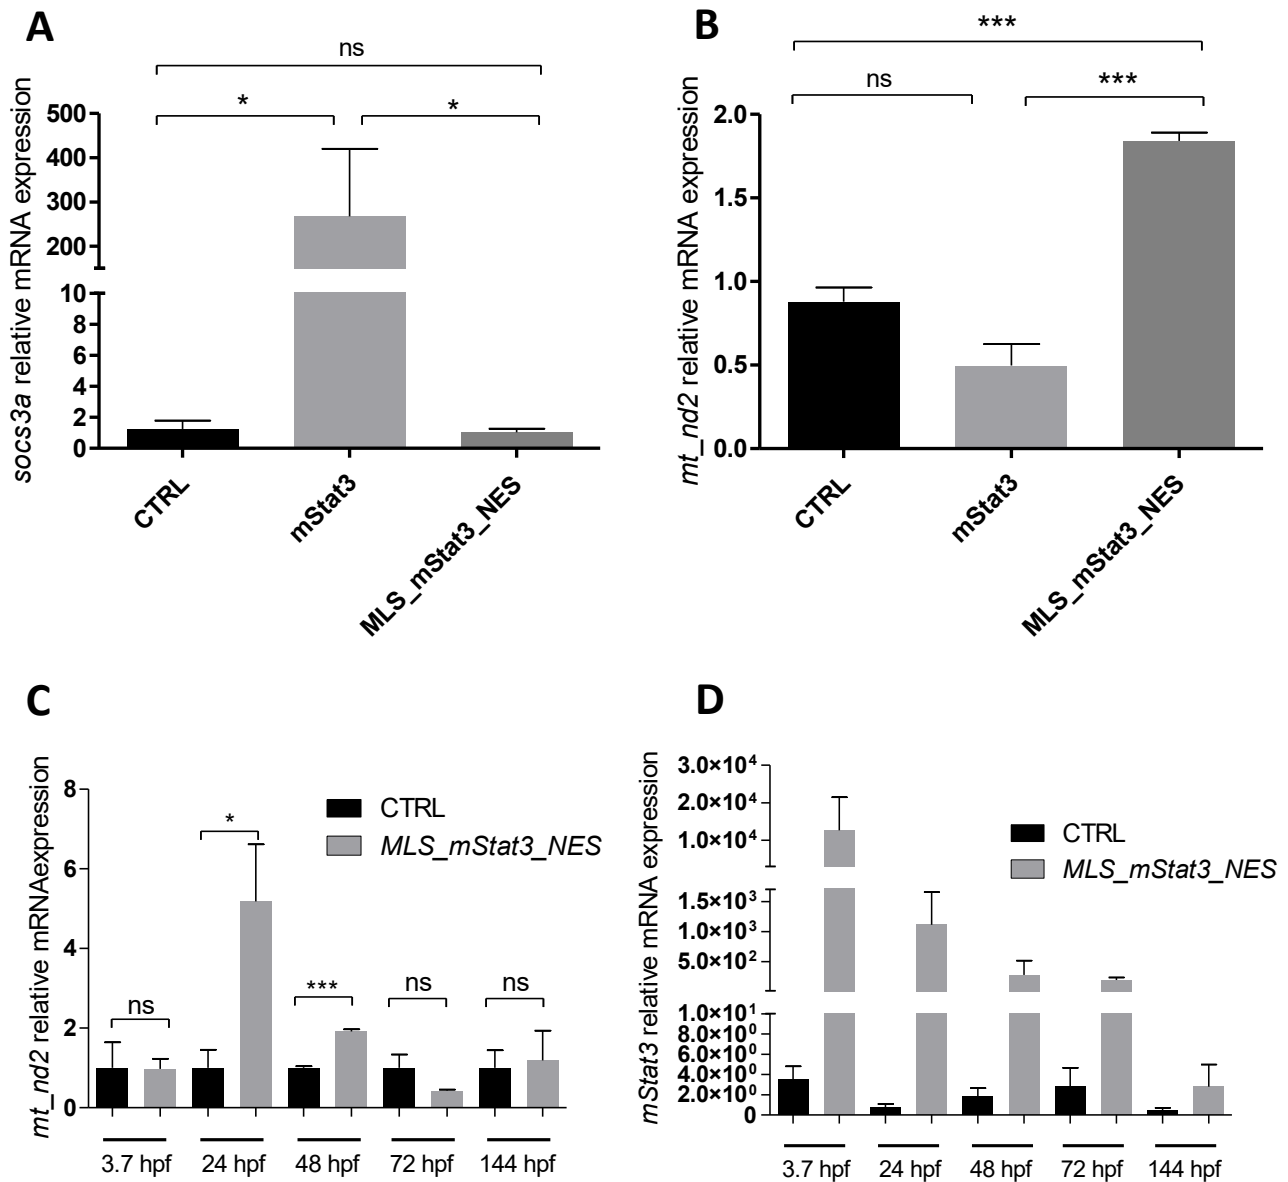 A
ns
*
*
socs3a relative mRNA expression
500
400
300
200
10
8
6
4
2
0
CTRL
mStat3
MLS_mStat3_NES
B
***
ns
***
mt_nd2 relative mRNA expression
2.0
1.5
1.0
0.5
0.0
CTRL
mStat3
MLS_mStat3_NES
C
mt_nd2 relative mRNAexpression
8
6
4
2
0
CTRL
MLS_mStat3_NES
ns
*
***
ns
ns
3.7 hpf
24 hpf
48 hpf
72 hpf
144 hpf
D
mStat3 relative mRNA expression
3.0×10⁴
2.0×10⁴
1.0×10⁴
1.5×10³
1.0×10³
5.0×10²
1.0×10¹
8.0×10⁰
6.0×10⁰
4.0×10⁰
2.0×10⁰
0
CTRL
MLS_mStat3_NES
3.7 hpf
24 hpf
48 hpf
72 hpf
144 hpf